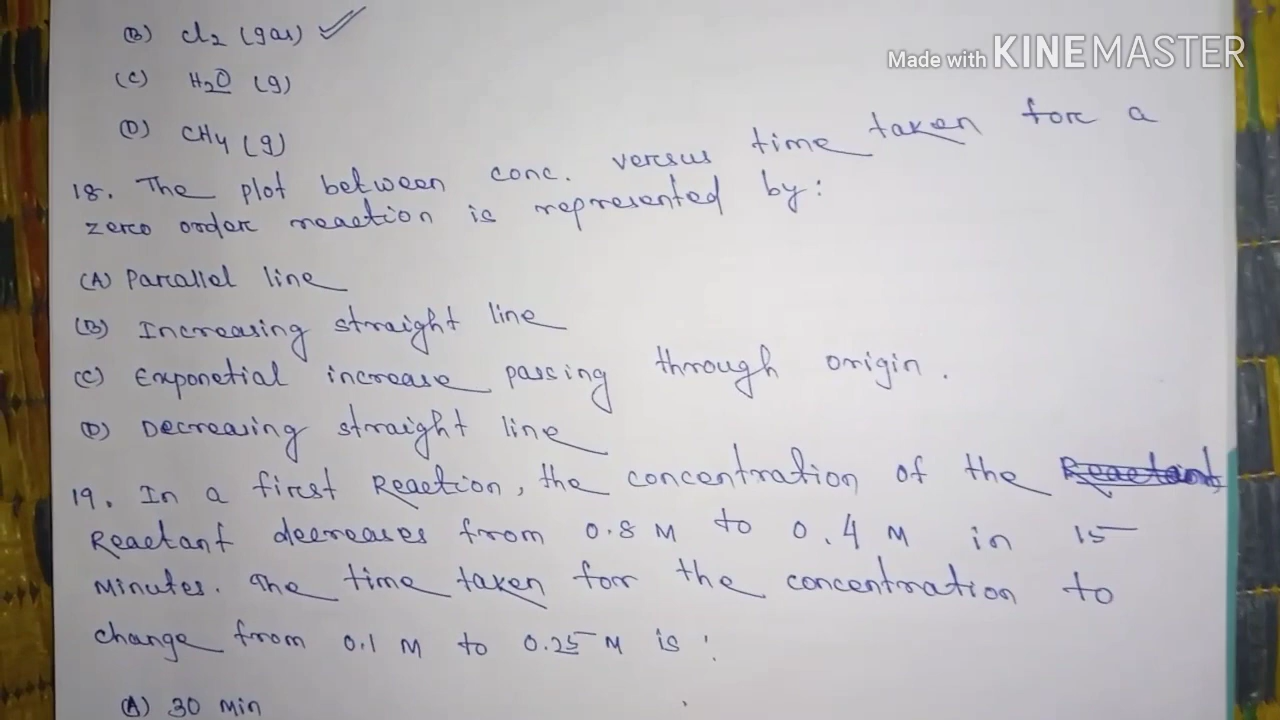 (B) Cl2 (gas)
Made with KINEMASTER
(C) H2O (g)
(D) CH4 (g)
18. The plot between conc. versus time taken for a
zero order reaction is represented by:
(A) Parallel line
(B) Increasing straight line
(C) Exponetial increase passing through origin.
(D) Decreasing straight line
19. In a first Reaction, the concentration of the Reactant
Reactant decreases from 0.8 M to 0.4 M in 15
Minutes. The time taken for the concentration to
change from 0.1 M to 0.25 M is :
(A) 30 Min